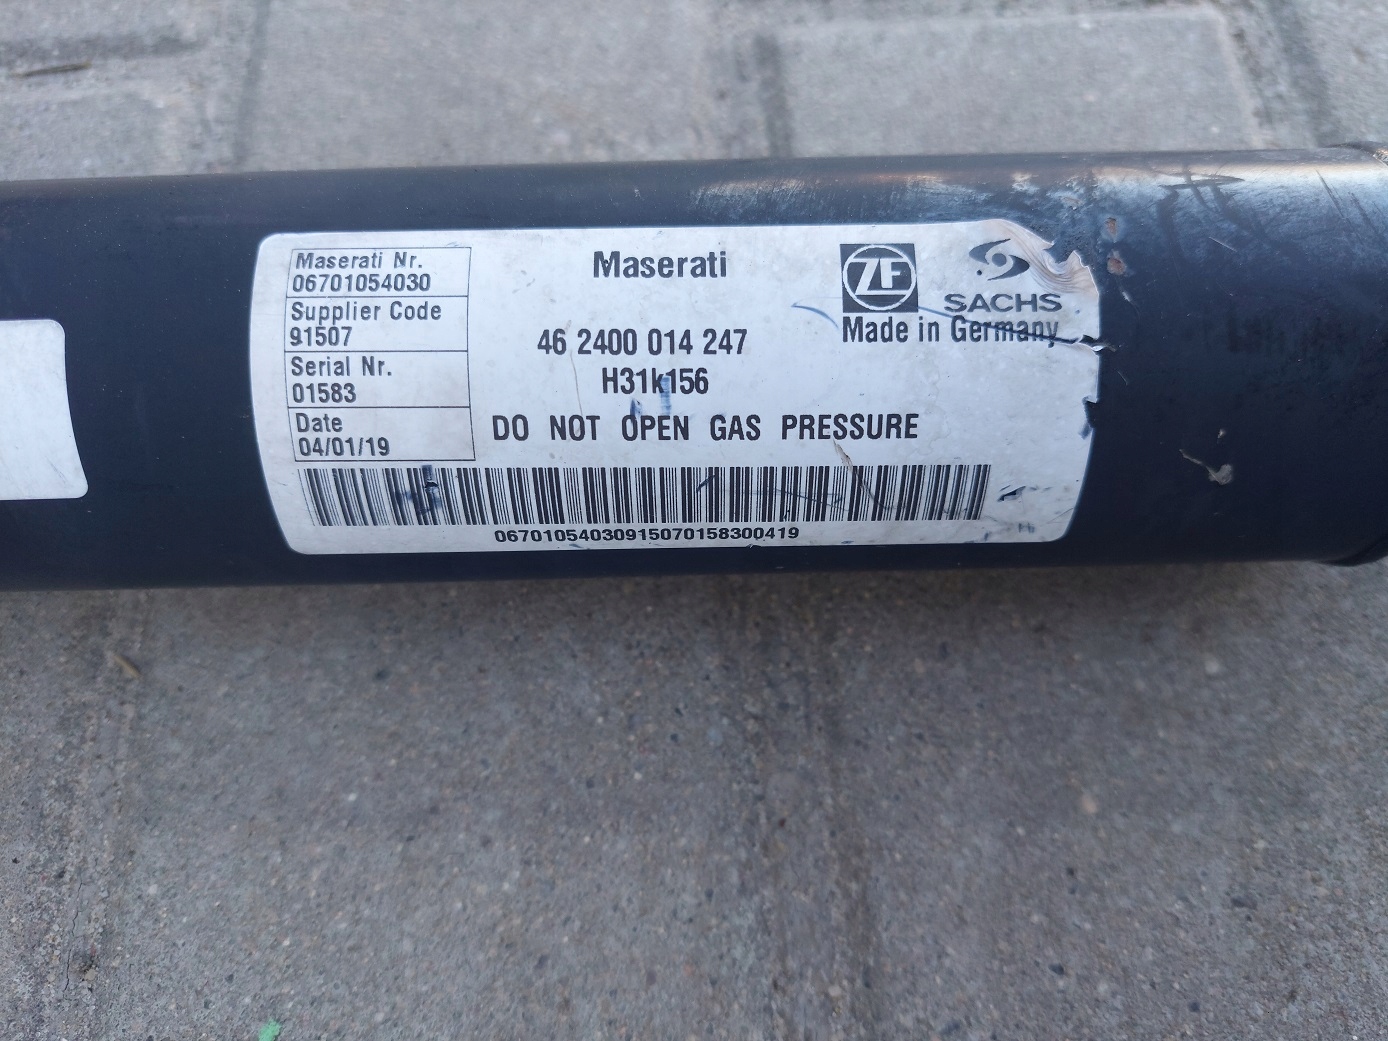 Maserati Nr.
06701054030
Supplier Code
91507
Serial Nr.
01583
Date
04/01/19
Maserati
46 2400 014 247
H31k156
DO NOT OPEN GAS PRESSURE
ZF
SACHS
Made in Germany
06701054030915070158300419